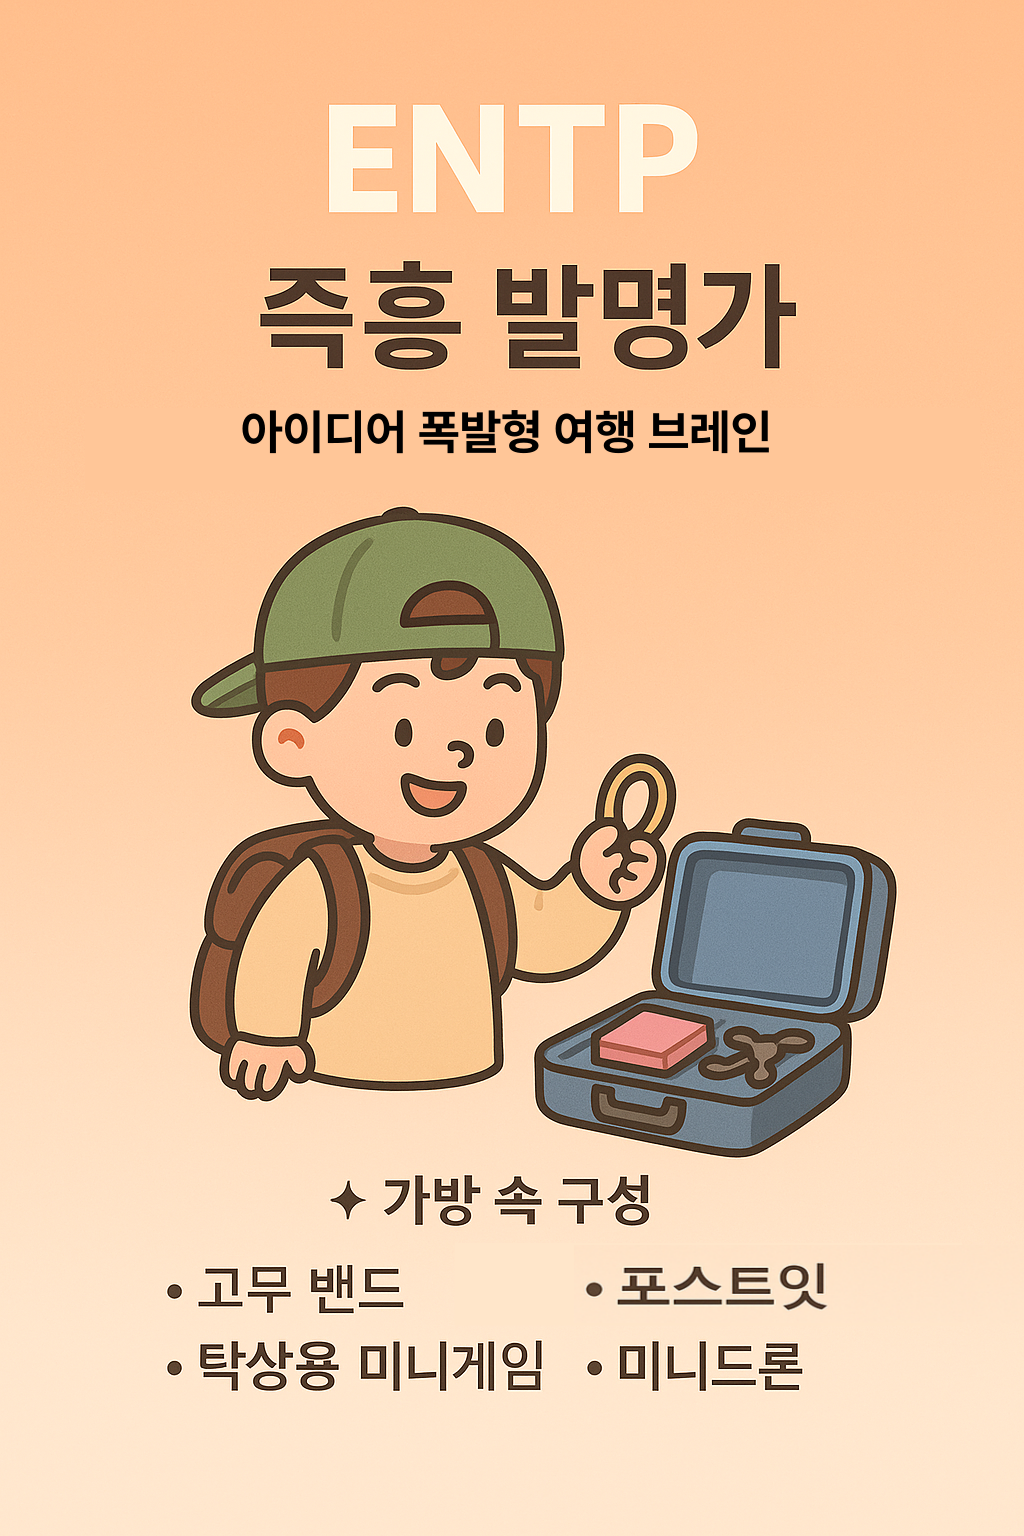 ENTP
즉흥 발명가
아이디어 폭발형 여행 브레인
✦ 가방 속 구성
• 고무 밴드
• 포스트잇
• 탁상용 미니게임
• 미니드론